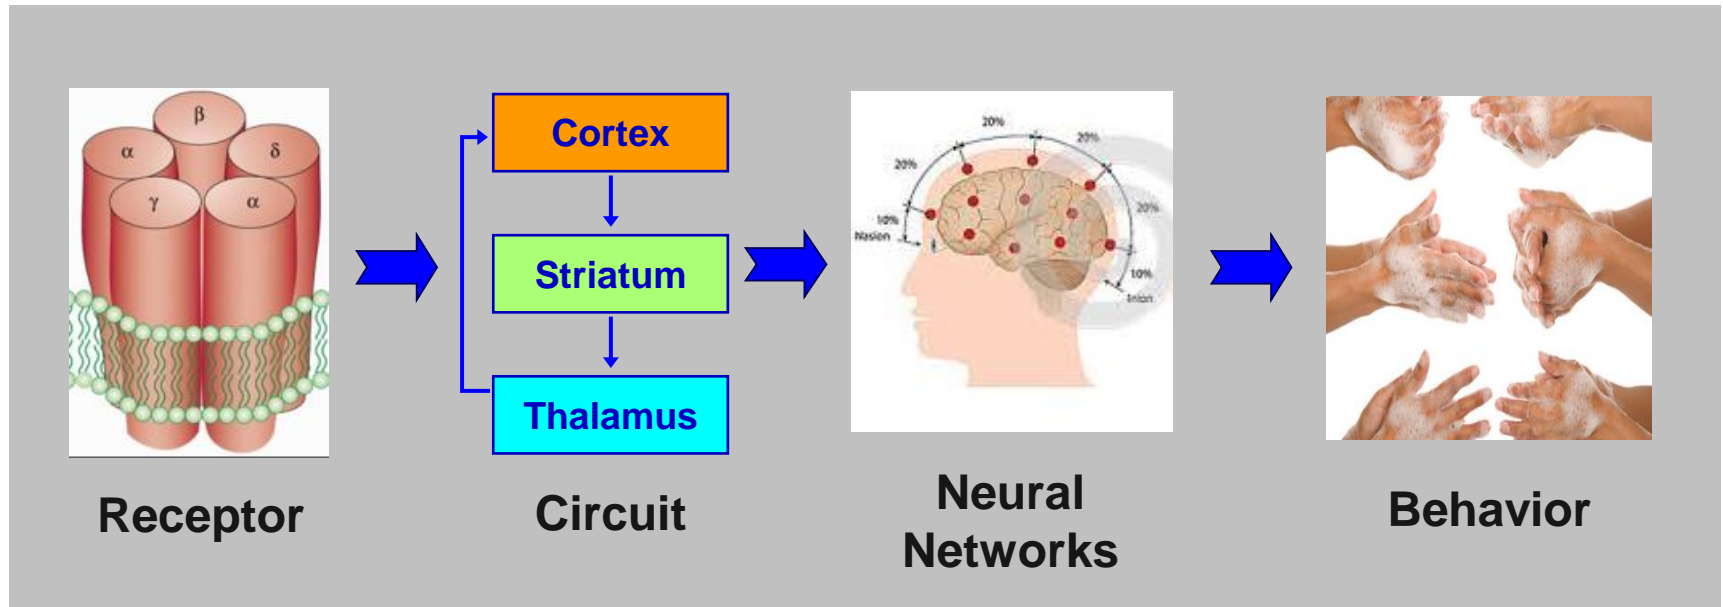 β
α
δ
γ
α
Receptor
Cortex
Striatum
Thalamus
Circuit
20%
20%
20%
20%
10%
Nasion
10%
Inion
Neural
Networks
Behavior